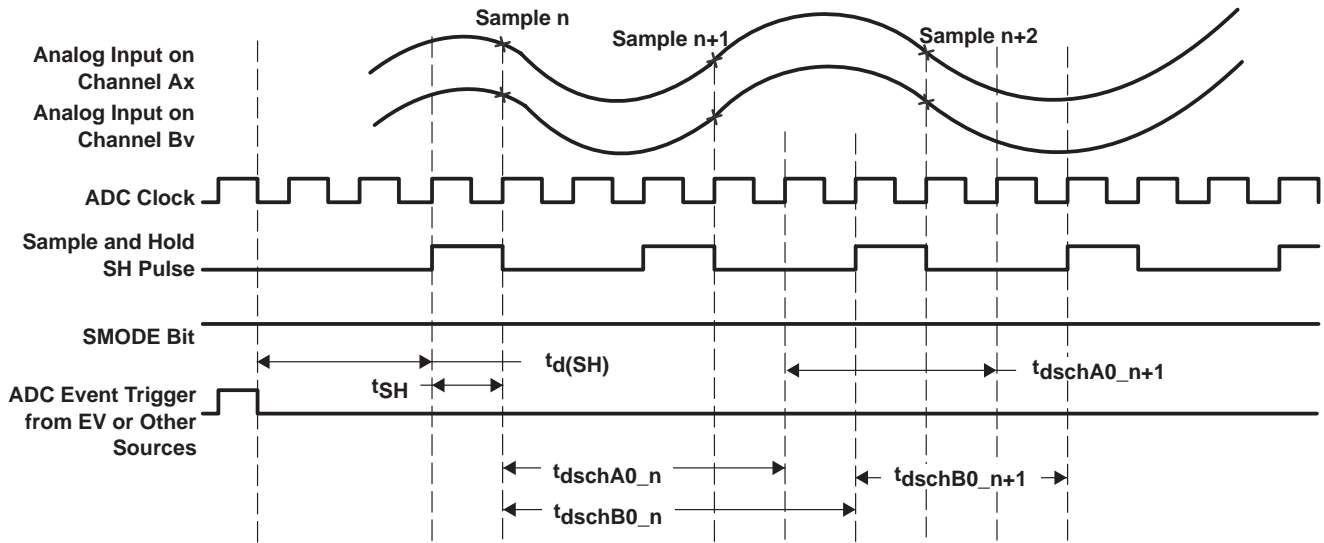 Sample n
Sample n+1
Sample n+2
Analog Input on
Channel Ax
Analog Input on
Channel Bv
ADC Clock
Sample and Hold
SH Pulse
SMODE Bit
td(SH)
tdschA0_n+1
tSH
ADC Event Trigger
from EV or Other
Sources
tdschA0_n
tdschB0_n+1
tdschB0_n